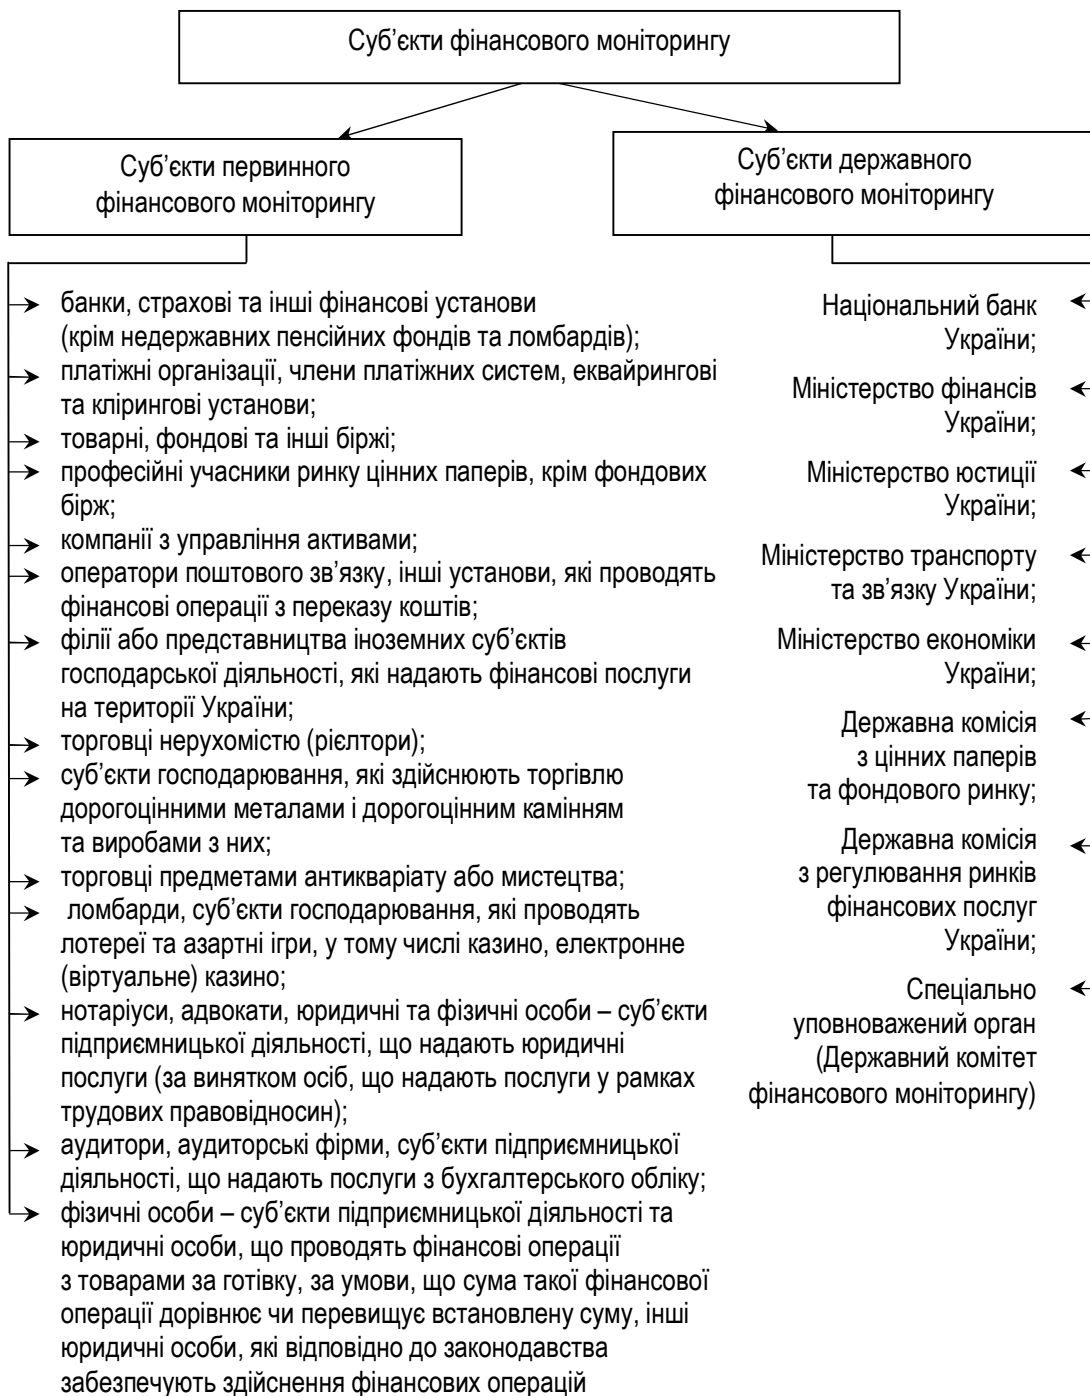 Суб’єкти фінансового моніторингу
Суб’єкти первинного
фінансового моніторингу
Суб’єкти державного
фінансового моніторингу
банки, страхові та інші фінансові установи
(крім недержавних пенсійних фондів та ломбардів);
платіжні організації, члени платіжних систем, еквайрингові
та клірингові установи;
товарні, фондові та інші біржі;
професійні учасники ринку цінних паперів, крім фондових
бірж;
компанії з управління активами;
оператори поштового зв’язку, інші установи, які проводять
фінансові операції з переказу коштів;
філії або представництва іноземних суб’єктів
господарської діяльності, які надають фінансові послуги
на території України;
торговці нерухомістю (рієлтори);
суб’єкти господарювання, які здійснюють торгівлю
дорогоцінними металами і дорогоцінним камінням
та виробами з них;
торговці предметами антикваріату або мистецтва;
ломбарди, суб’єкти господарювання, які проводять
лотереї та азартні ігри, у тому числі казино, електронне
(віртуальне) казино;
нотаріуси, адвокати, юридичні та фізичні особи – суб’єкти
підприємницької діяльності, що надають юридичні
послуги (за винятком осіб, що надають послуги у рамках
трудових правовідносин);
аудитори, аудиторські фірми, суб’єкти підприємницької
діяльності, що надають послуги з бухгалтерського обліку;
фізичні особи – суб’єкти підприємницької діяльності та
юридичні особи, що проводять фінансові операції
з товарами за готівку, за умови, що сума такої фінансової
операції дорівнює чи перевищує встановлену суму, інші
юридичні особи, які відповідно до законодавства
забезпечують здійснення фінансових операцій
Національний банк
України;
Міністерство фінансів
України;
Міністерство юстиції
України;
Міністерство транспорту
та зв’язку України;
Міністерство економіки
України;
Державна комісія
з цінних паперів
та фондового ринку;
Державна комісія
з регулювання ринків
фінансових послуг
України;
Спеціально
уповноважений орган
(Державний комітет
фінансового моніторингу)